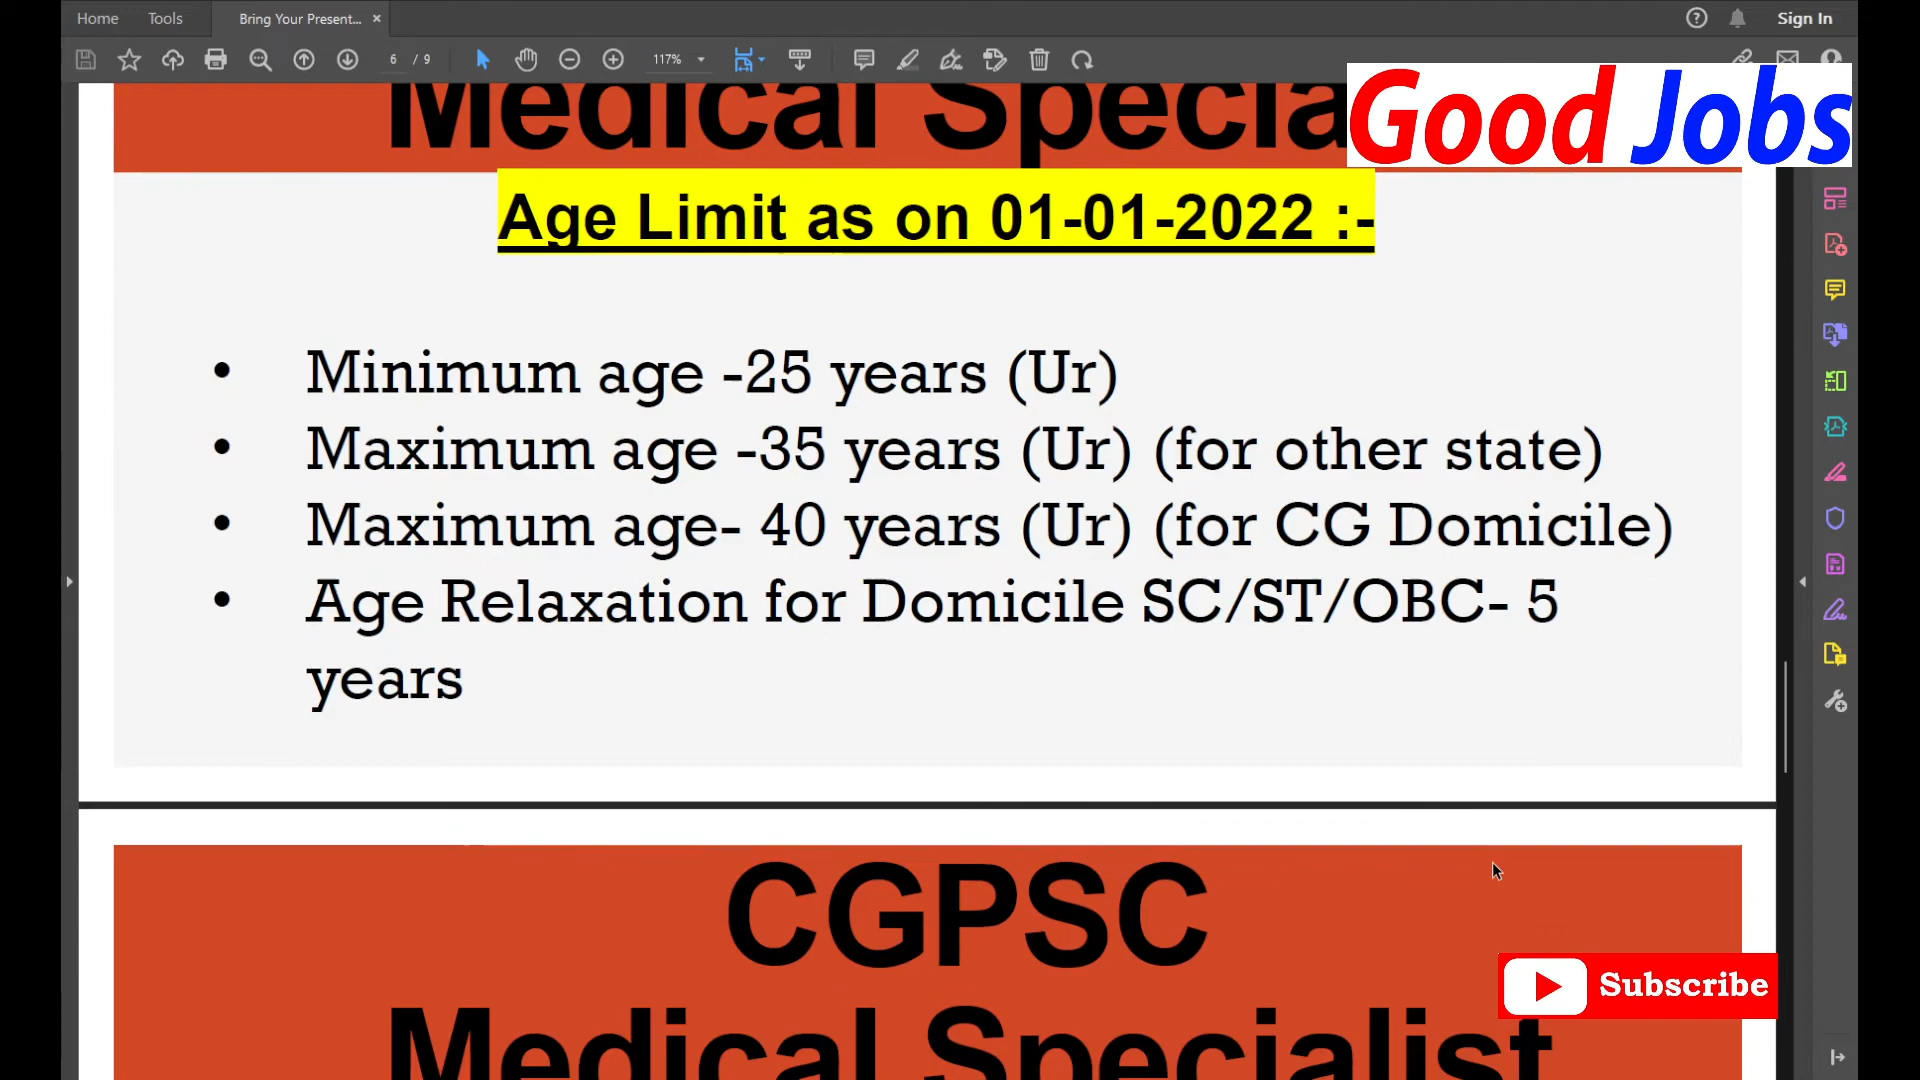 Home Tools Bring Your Present... × Sign In
6 / 9 117%
Medical Specia
Good Jobs
Age Limit as on 01-01-2022 :-
• Minimum age -25 years (Ur)
• Maximum age -35 years (Ur) (for other state)
• Maximum age- 40 years (Ur) (for CG Domicile)
• Age Relaxation for Domicile SC/ST/OBC- 5
years
CGPSC
Subscribe
Medical Specialist